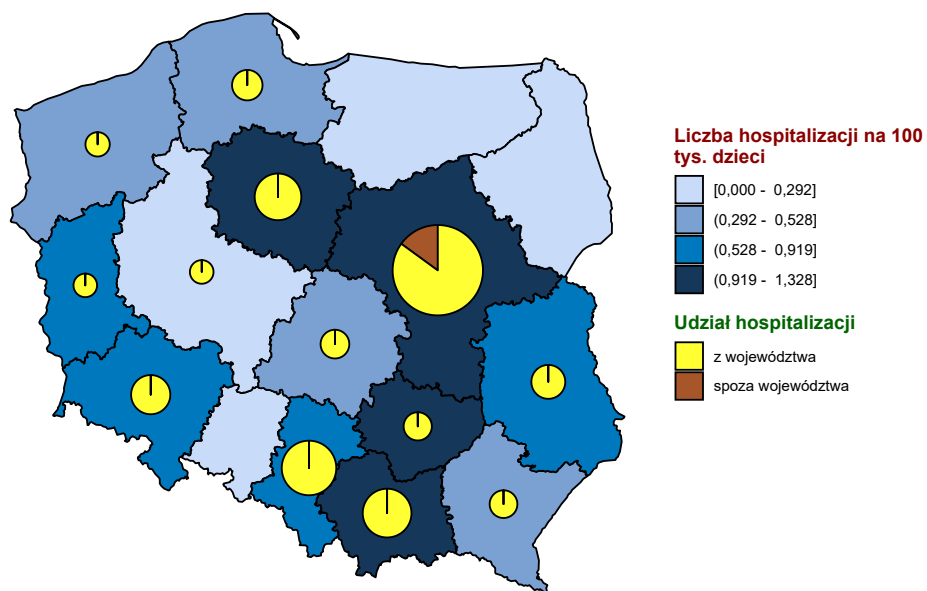 Liczba hospitalizacji na 100
tys. dzieci
[0,000 - 0,292]
(0,292 - 0,528]
(0,528 - 0,919]
(0,919 - 1,328]
Udział hospitalizacji
z województwa
spoza województwa